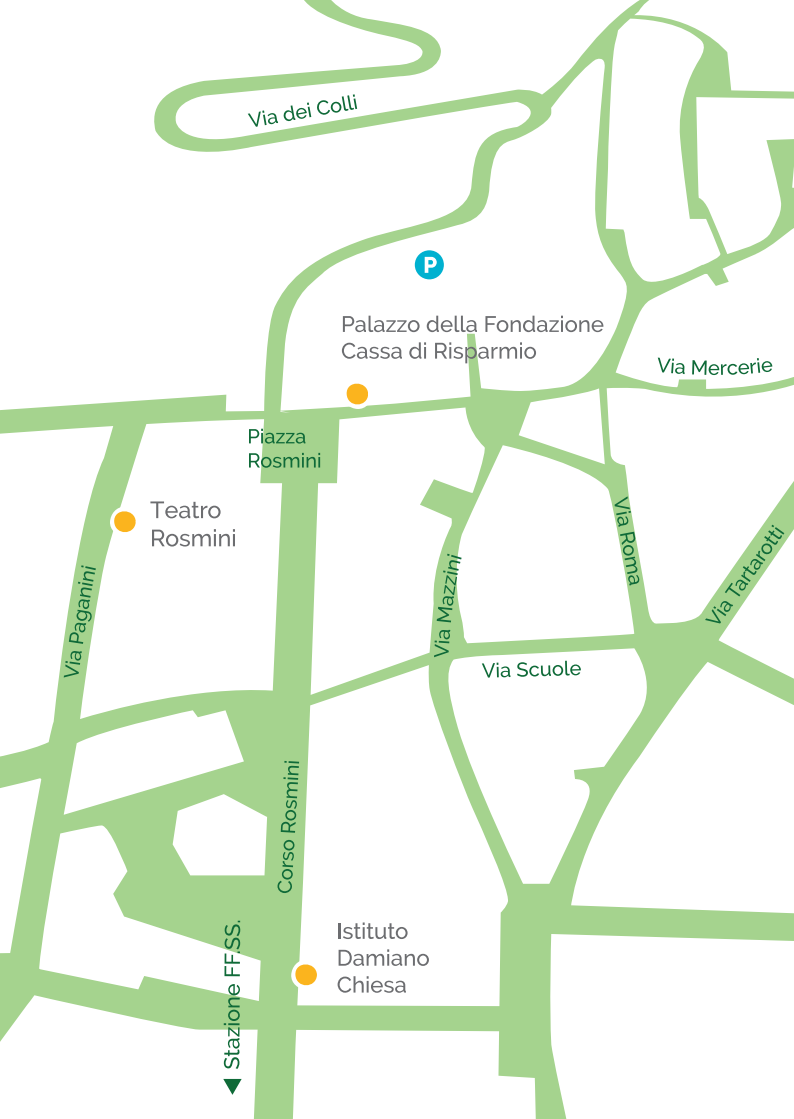 Via dei Colli
P
Palazzo della Fondazione
Cassa di Risparmio
Via Mercerie
Piazza
Rosmini
Teatro
Rosmini
Via Roma
Via Tartarotti
Via Mazzini
Via Paganini
Via Scuole
Corso Rosmini
Istituto
Damiano
Chiesa
Stazione FF.SS.